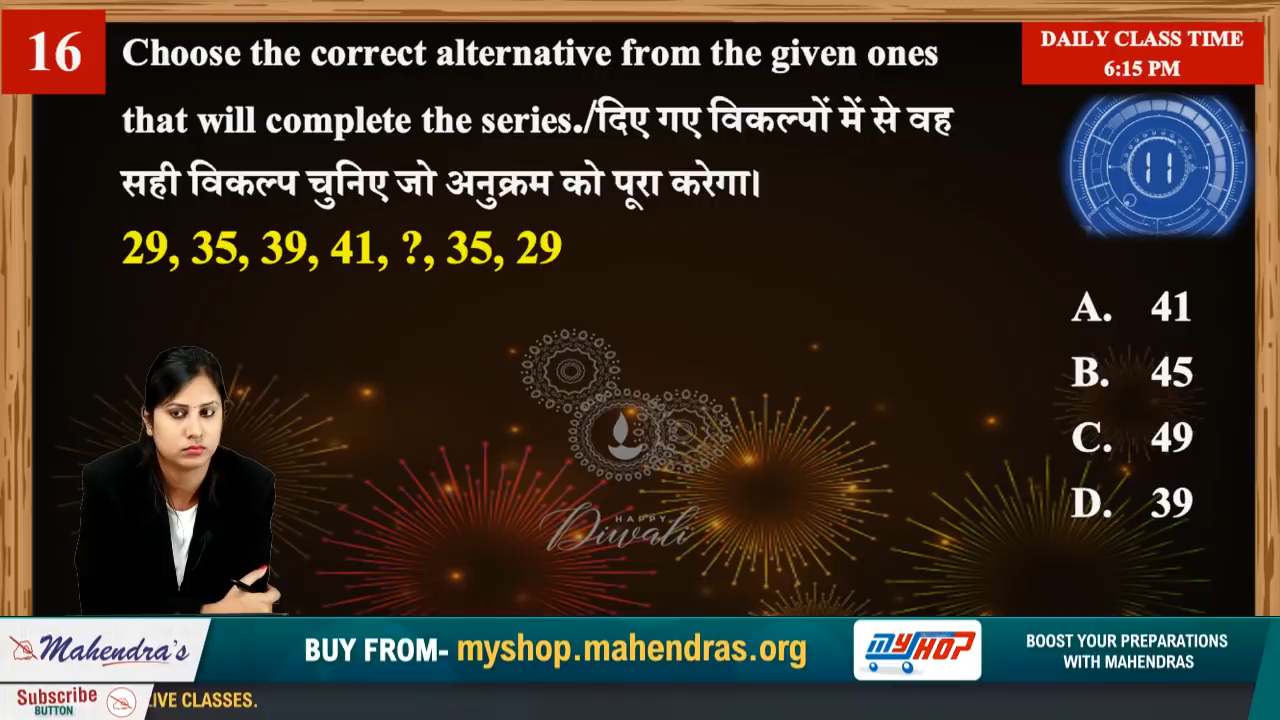 16
Choose the correct alternative from the given ones
that will complete the series./दिए गए विकल्पों में से वह
सही विकल्प चुनिए जो अनुक्रम को पूरा करेगा।
29, 35, 39, 41, ?, 35, 29
DAILY CLASS TIME
6:15 PM
11
A. 41
B. 45
C. 49
D. 39
HAPPY
Diwali
Mahendra's
BUY FROM- myshop.mahendras.org
MYSHOP
BOOST YOUR PREPARATIONS
WITH MAHENDRAS
Subscribe
BUTTON
LIVE CLASSES.